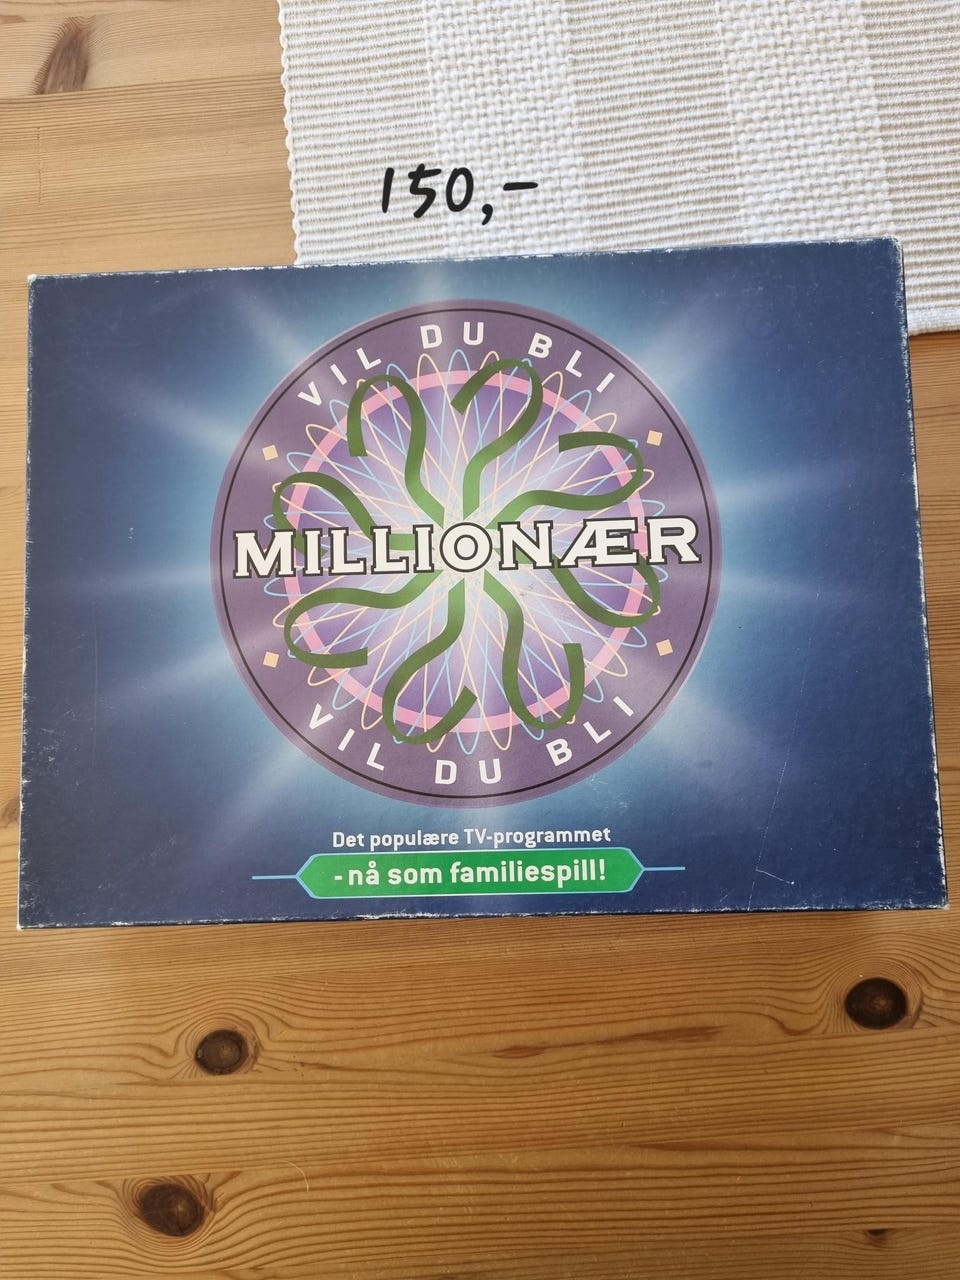 150,-
VIL DU BLI
MILLIONÆR
VIL DU BLI
Det populære TV-programmet
- nå som familiespill!